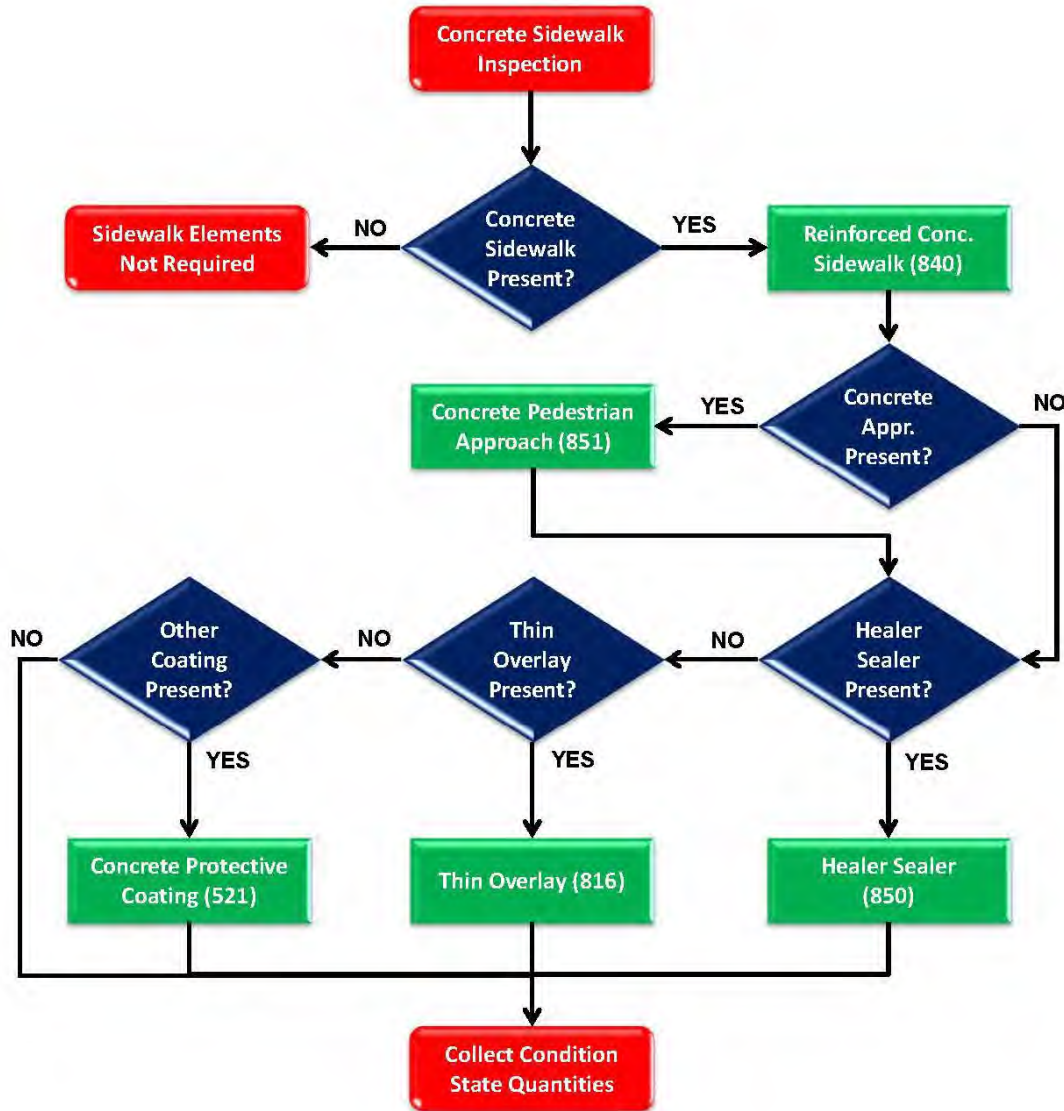 Concrete Sidewalk
Inspection
Concrete
Sidewalk
Present?
NO
YES
Sidewalk Elements
Not Required
Reinforced Conc.
Sidewalk (840)
Concrete
Appr.
Present?
YES
NO
Concrete Pedestrian
Approach (851)
Healer
Sealer
Present?
NO
YES
Thin
Overlay
Present?
NO
YES
Other
Coating
Present?
NO
YES
Concrete Protective
Coating (521)
Thin Overlay (816)
Healer Sealer
(850)
Collect Condition
State Quantities